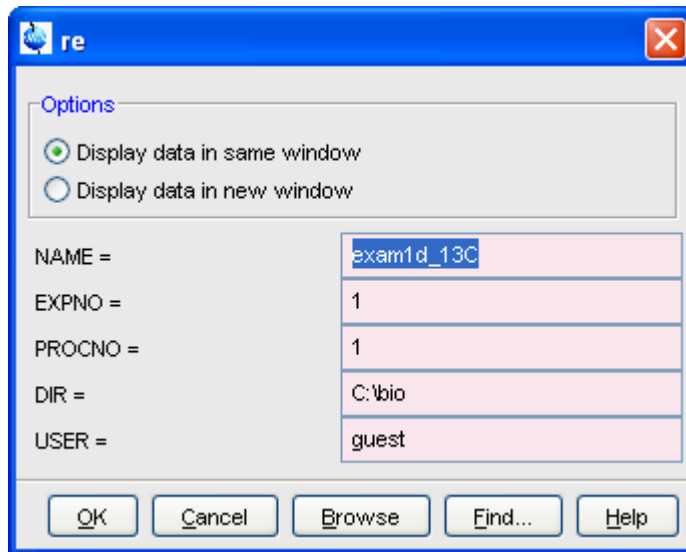 re
Options
Display data in same window
Display data in new window
NAME = exam1d_13C
EXPNO = 1
PROCNO = 1
DIR = C:\bio
USER = guest
OK Cancel Browse Find... Help